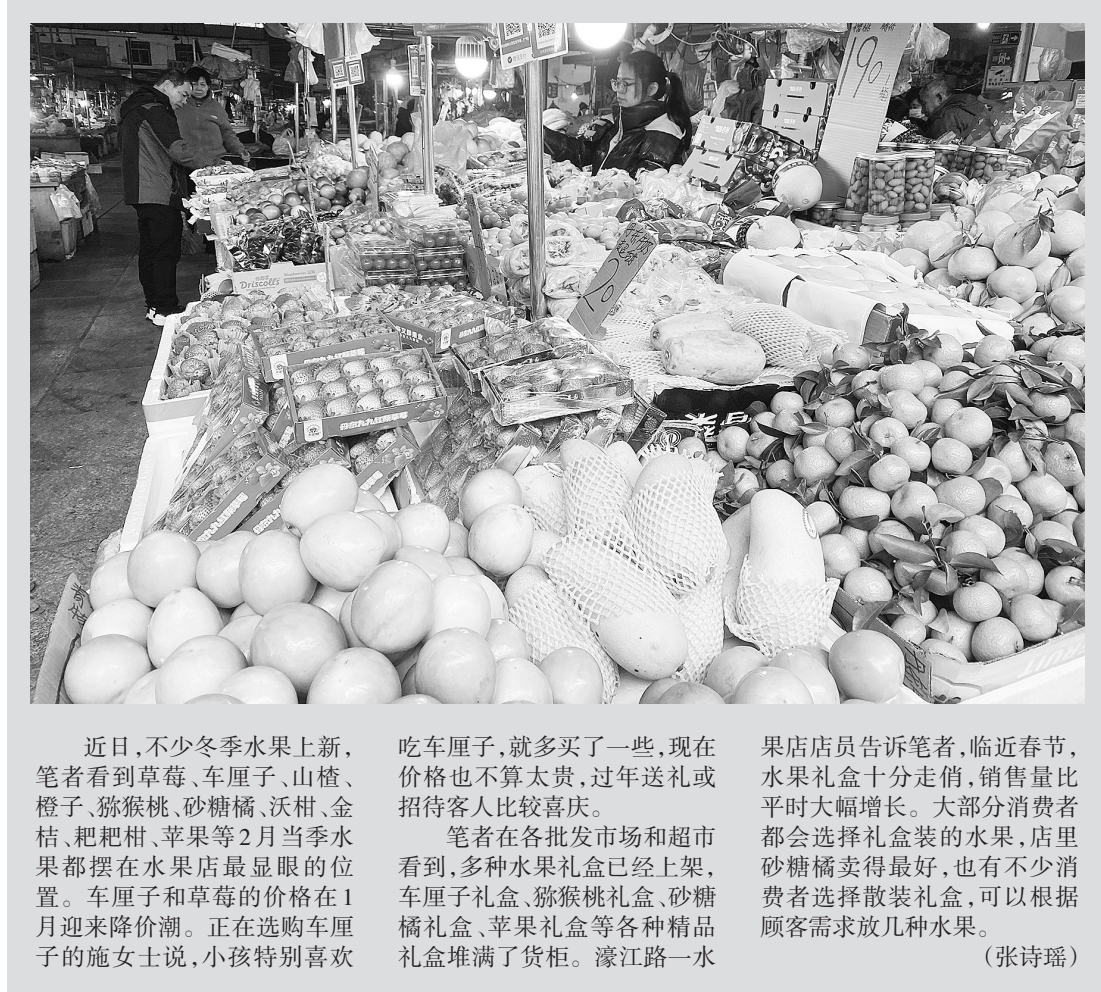 19.9
Driscoll's
20
丹东九九红颜草莓
近日,不少冬季水果上新,
笔者看到草莓、车厘子、山楂、
橙子、猕猴桃、砂糖橘、沃柑、金
桔、耙耙柑、苹果等2月当季水
果都摆在水果店最显眼的位
置。车厘子和草莓的价格在1
月迎来降价潮。正在选购车厘
子的施女士说,小孩特别喜欢
吃车厘子,就多买了一些,现在
价格也不算太贵,过年送礼或
招待客人比较喜庆。
笔者在各批发市场和超市
看到,多种水果礼盒已经上架,
车厘子礼盒、猕猴桃礼盒、砂糖
橘礼盒、苹果礼盒等各种精品
礼盒堆满了货柜。濠江路一水
果店店员告诉笔者,临近春节,
水果礼盒十分走俏,销售量比
平时大幅增长。大部分消费者
都会选择礼盒装的水果,店里
砂糖橘卖得最好,也有不少消
费者选择散装礼盒,可以根据
顾客需求放几种水果。
(张诗瑶)